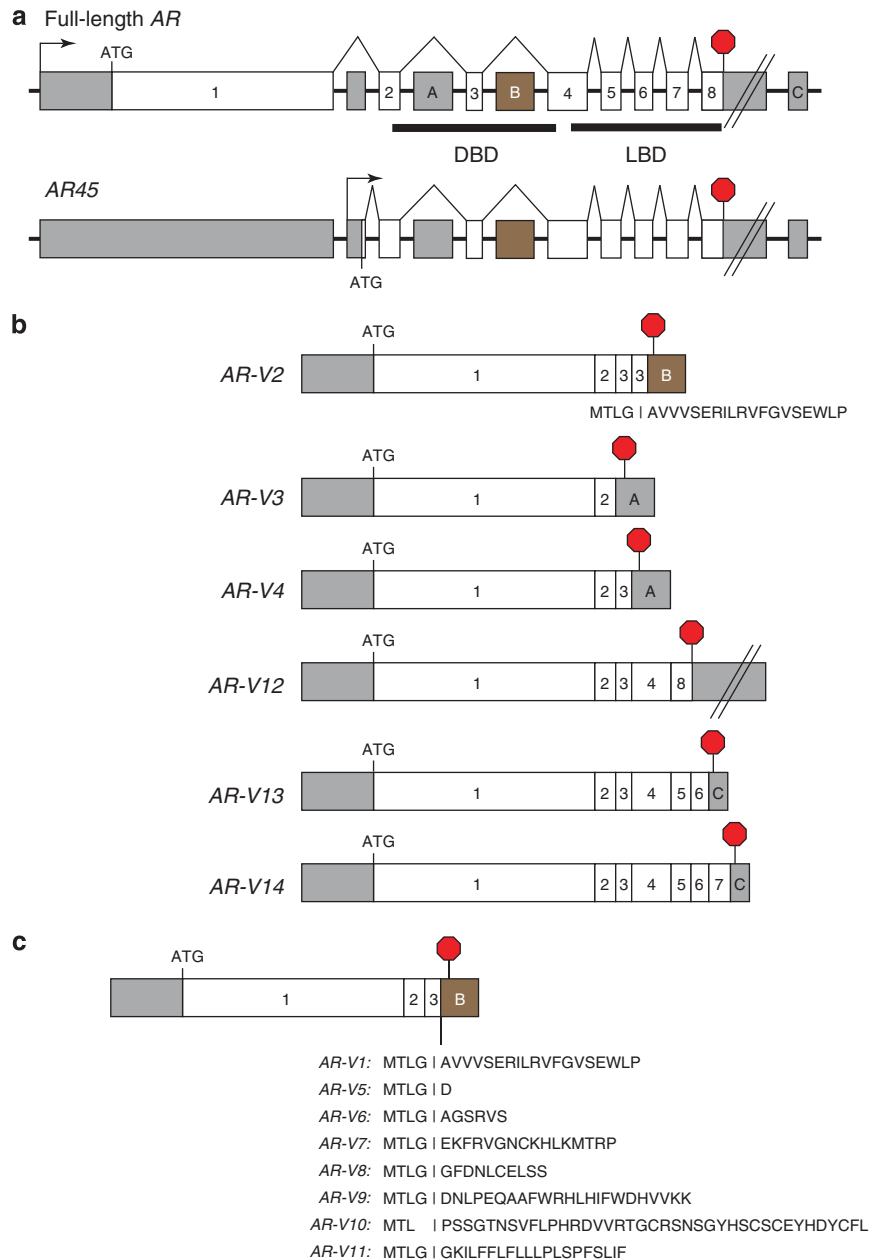 a Full-length AR
ATG
1 2 A 3 B 4 5 6 7 8 C
DBD LBD
AR45
ATG
b
ATG
AR-V2 1 2 3 3 B
MTLG | AVVVSERILRVFGVSEWLP
ATG
AR-V3 1 2 A
ATG
AR-V4 1 2 3 A
ATG
AR-V12 1 2 3 4 8
ATG
AR-V13 1 2 3 4 5 6 C
ATG
AR-V14 1 2 3 4 5 6 7 C
c
ATG
1 2 3 B
AR-V1: MTLG | AVVVSERILRVFGVSEWLP
AR-V5: MTLG | D
AR-V6: MTLG | AGSRVS
AR-V7: MTLG | EKFRVGNCKHLKMTRP
AR-V8: MTLG | GFDNLCELSS
AR-V9: MTLG | DNLPEQAAFWRHLHIFWDHVVKK
AR-V10: MTL | PSSGTNSVFLPHRDVVRTGCRSNSGYHSCSCEYHDYCFL
AR-V11: MTLG | GKILFFLFLLLPLSPFSLIF